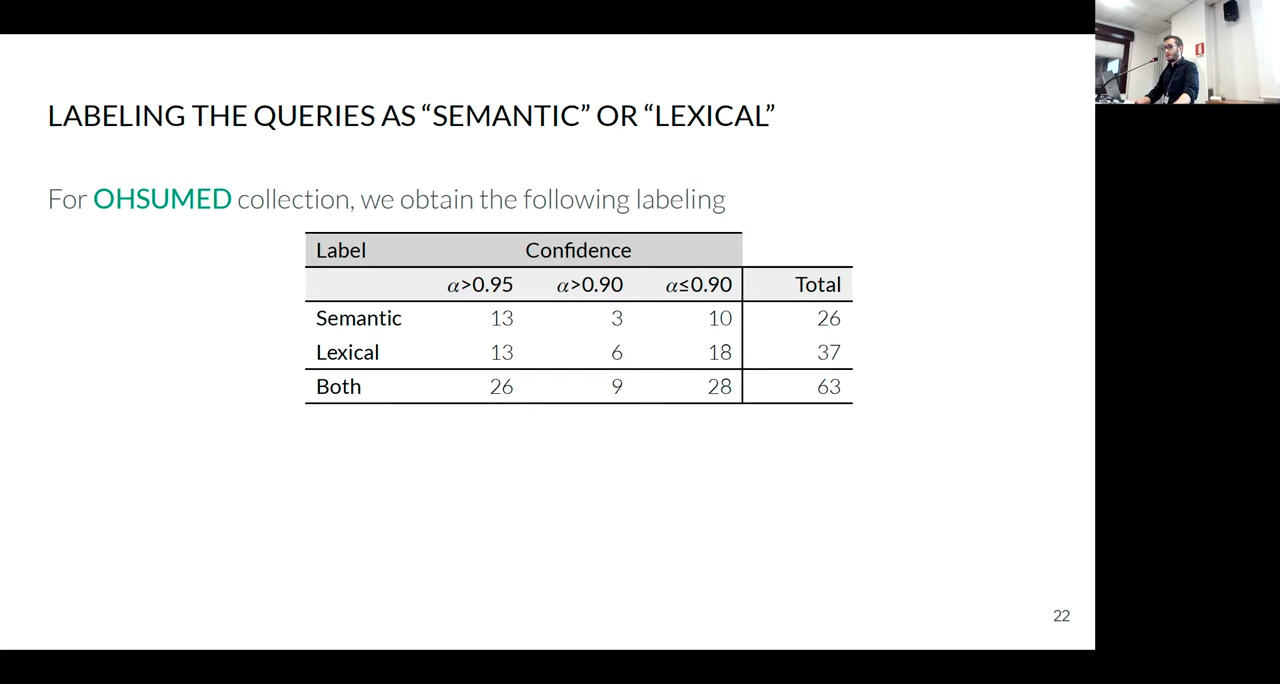 LABELING THE QUERIES AS “SEMANTIC” OR “LEXICAL”
For OHSUMED collection, we obtain the following labeling
Label Confidence
α>0.95 α>0.90 α≤0.90 Total
Semantic 13 3 10 26
Lexical 13 6 18 37
Both 26 9 28 63
22